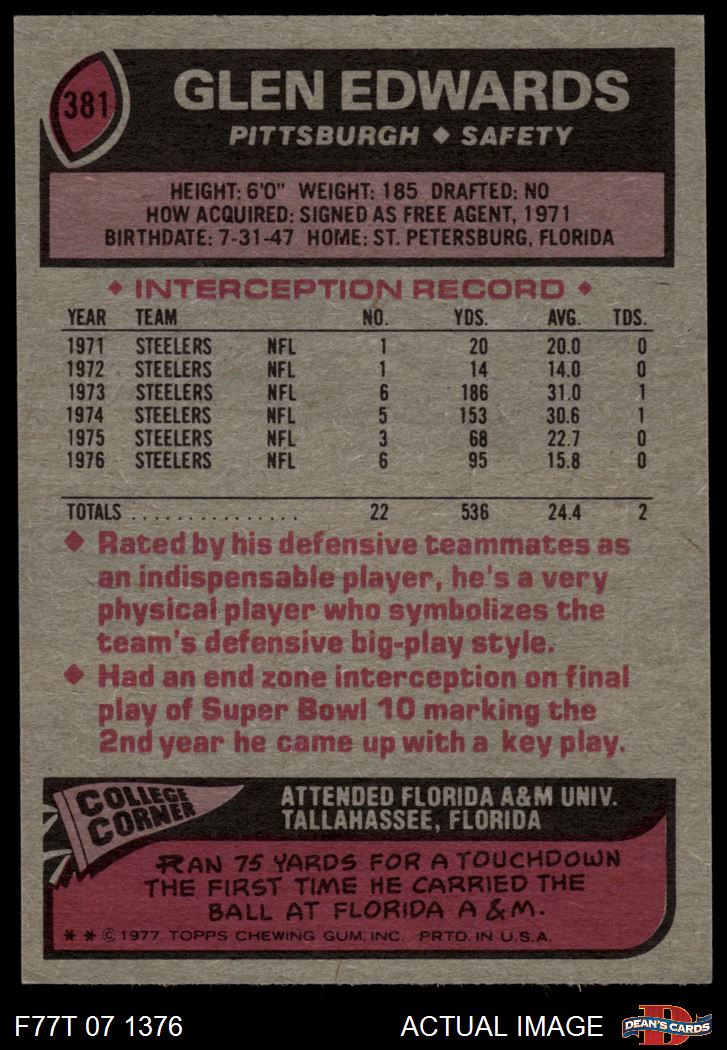 381
GLEN EDWARDS
PITTSBURGH ◆ SAFETY
HEIGHT: 6'0" WEIGHT: 185 DRAFTED: NO
HOW ACQUIRED: SIGNED AS FREE AGENT, 1971
BIRTHDATE: 7-31-47 HOME: ST. PETERSBURG, FLORIDA
◆ INTERCEPTION RECORD ◆
YEAR TEAM NO. YDS. AVG. TDS.
1971 STEELERS NFL 1 20 20.0 0
1972 STEELERS NFL 1 14 14.0 0
1973 STEELERS NFL 6 186 31.0 1
1974 STEELERS NFL 5 153 30.6 1
1975 STEELERS NFL 3 68 22.7 0
1976 STEELERS NFL 6 95 15.8 0
TOTALS ................ 22 536 24.4 2
◆ Rated by his defensive teammates as
an indispensable player, he's a very
physical player who symbolizes the
team's defensive big-play style.
◆ Had an end zone interception on final
play of Super Bowl 10 marking the
2nd year he came up with a key play.
COLLEGE
CORNER
ATTENDED FLORIDA A&M UNIV.
TALLAHASSEE, FLORIDA
RAN 75 YARDS FOR A TOUCHDOWN
THE FIRST TIME HE CARRIED THE
BALL AT FLORIDA A & M.
* * © 1977 TOPPS CHEWING GUM, INC. PRTD. IN U.S.A.
F77T 07 1376 ACTUAL IMAGE
D
DEAN'S CARDS